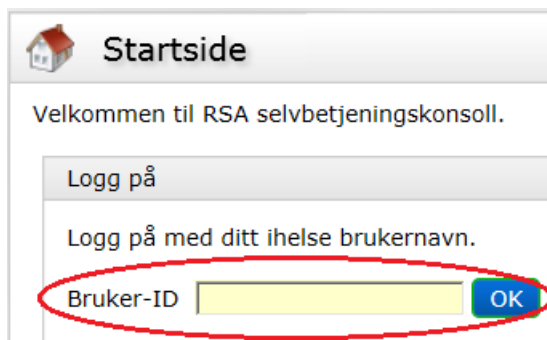 Startside
Velkommen til RSA selvbetjeningskonsoll.
Logg på
Logg på med ditt ihelse brukernavn.
Bruker-ID OK